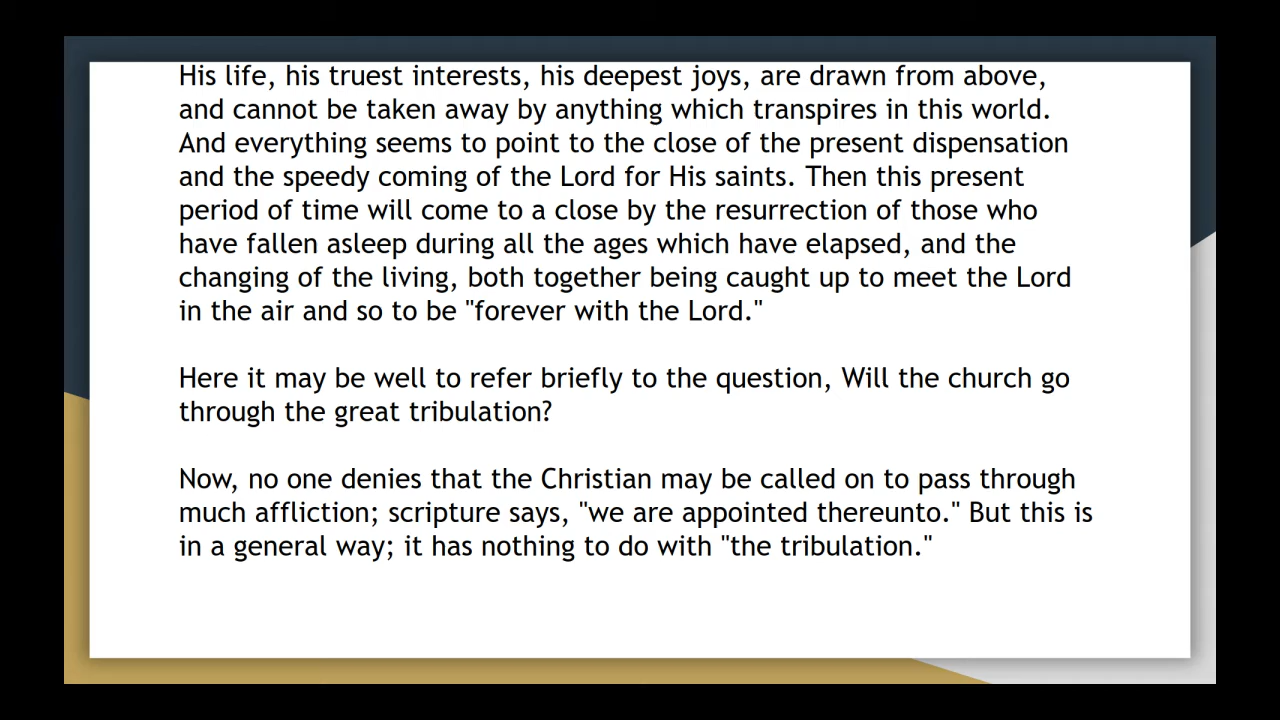 His life, his truest interests, his deepest joys, are drawn from above,
and cannot be taken away by anything which transpires in this world.
And everything seems to point to the close of the present dispensation
and the speedy coming of the Lord for His saints. Then this present
period of time will come to a close by the resurrection of those who
have fallen asleep during all the ages which have elapsed, and the
changing of the living, both together being caught up to meet the Lord
in the air and so to be "forever with the Lord."
Here it may be well to refer briefly to the question, Will the church go
through the great tribulation?
Now, no one denies that the Christian may be called on to pass through
much affliction; scripture says, "we are appointed thereunto." But this is
in a general way; it has nothing to do with "the tribulation."